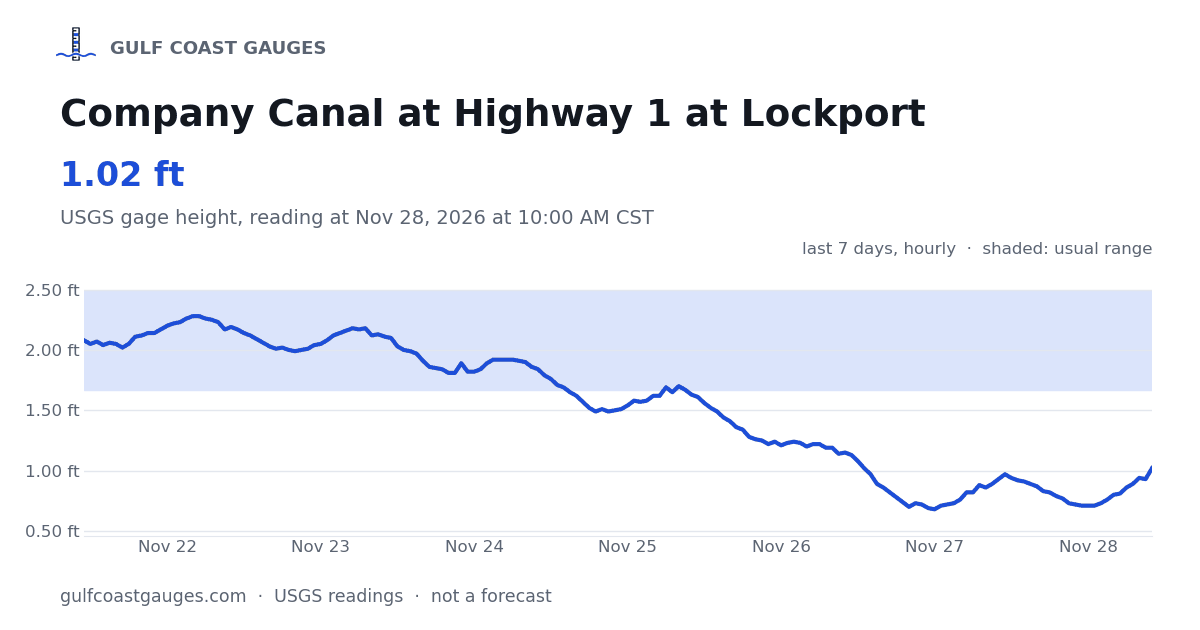 GULF COAST GAUGES
Company Canal at Highway 1 at Lockport
1.02 ft
USGS gage height, reading at Nov 28, 2026 at 10:00 AM CST
last 7 days, hourly · shaded: usual range
2.50 ft
2.00 ft
1.50 ft
1.00 ft
0.50 ft
Nov 22 Nov 23 Nov 24 Nov 25 Nov 26 Nov 27 Nov 28
gulfcoastgauges.com · USGS readings · not a forecast